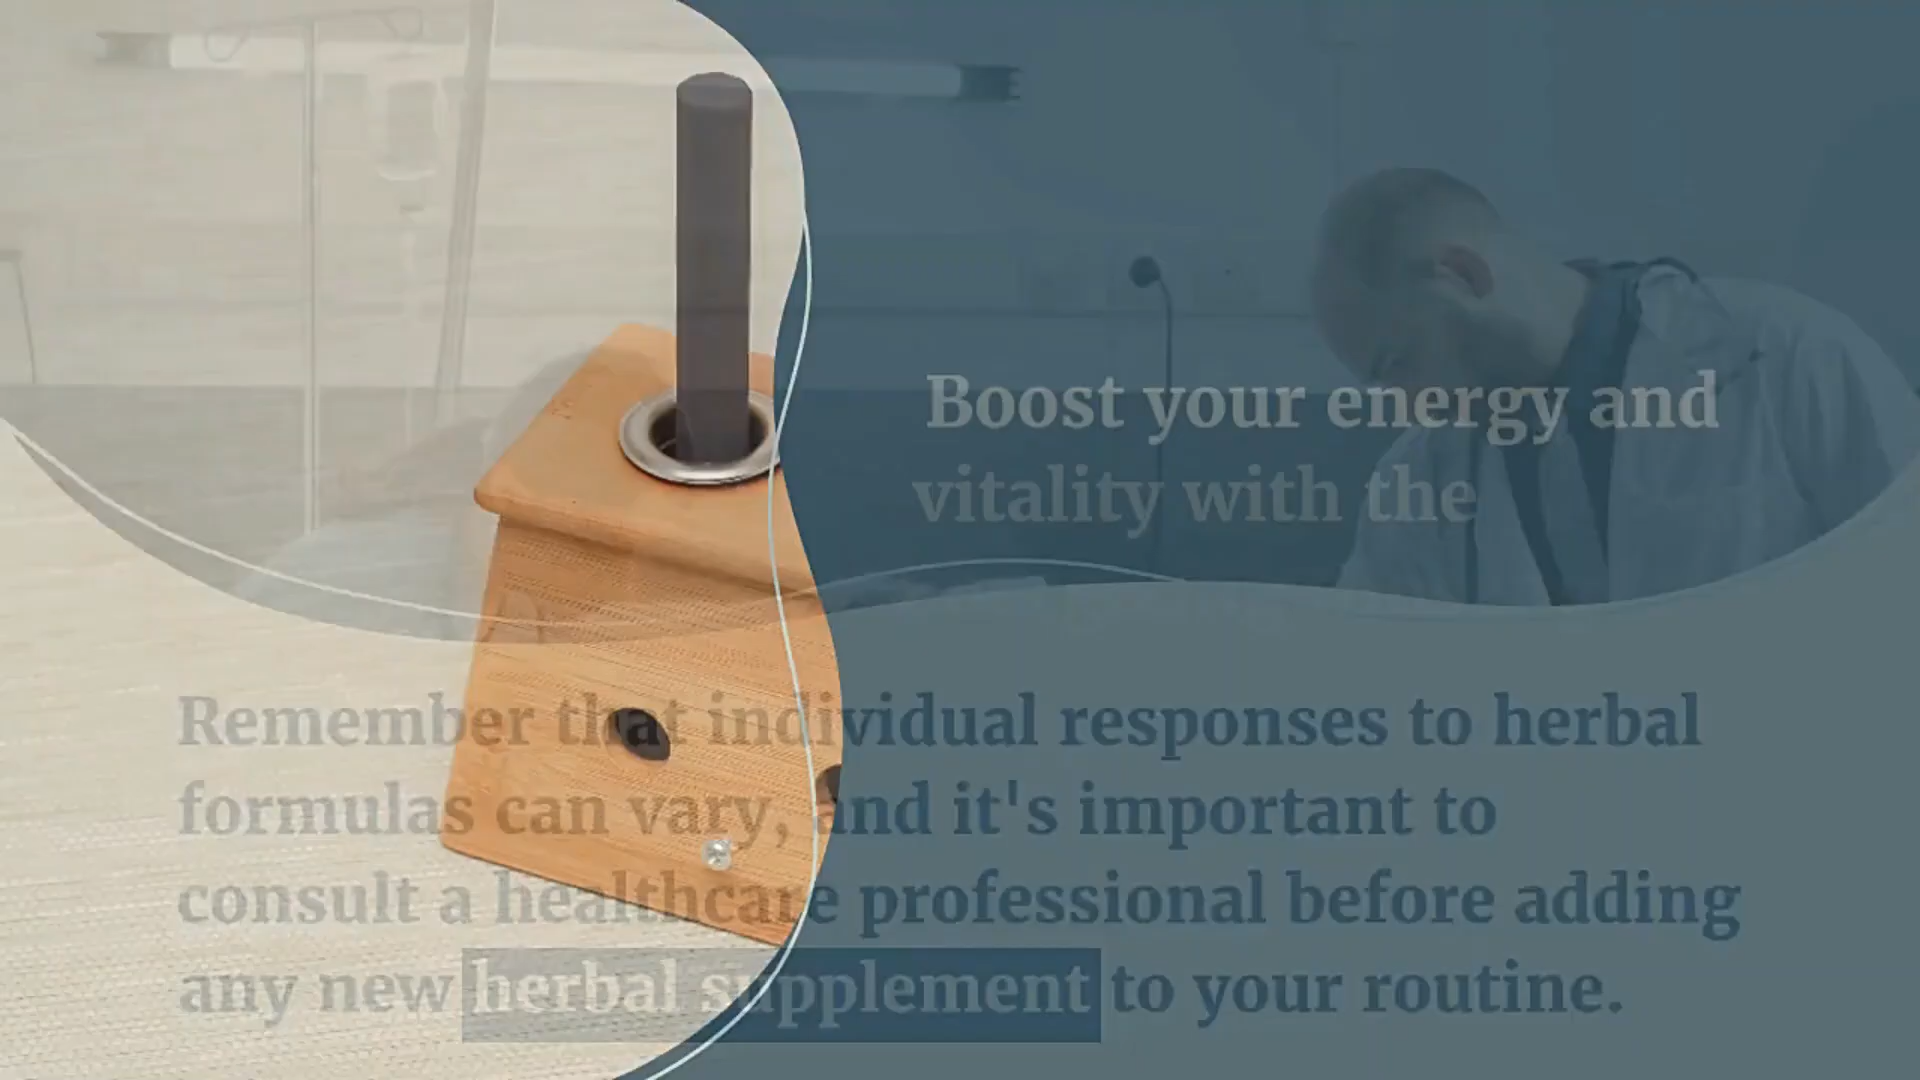 Boost your energy and
vitality with the
Remember that individual responses to herbal
formulas can vary, and it's important to
consult a healthcare professional before adding
any new herbal supplement to your routine.